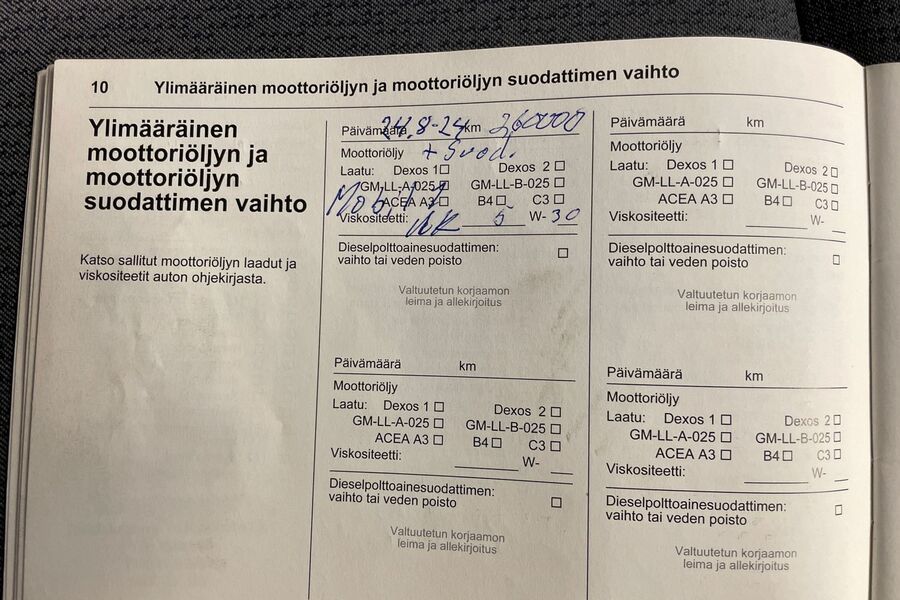 10 Ylimääräinen moottoriöljyn ja moottoriöljyn suodattimen vaihto
Ylimääräinen
moottoriöljyn ja
moottoriöljyn
suodattimen vaihto
Katso sallitut moottoriöljyn laadut ja
viskositeetit auton ohjekirjasta.
Päivämäärä 24.8-24 km 260000
Moottoriöljy + Suod.
Laatu: Dexos 1 ☐ Dexos 2 ☐
GM-LL-A-025 ☐ GM-LL-B-025 ☐
ACEA A3 ☐ B4 ☐ C3 ☐
Viskositeetti: 5 W- 30
Dieselpolttoainesuodattimen: ☐
vaihto tai veden poisto
Valtuutetun korjaamon
leima ja allekirjoitus
Päivämäärä km
Moottoriöljy
Laatu: Dexos 1 ☐ Dexos 2 ☐
GM-LL-A-025 ☐ GM-LL-B-025 ☐
ACEA A3 ☐ B4 ☐ C3 ☐
Viskositeetti: W-
Dieselpolttoainesuodattimen:
vaihto tai veden poisto ☐
Valtuutetun korjaamon
leima ja allekirjoitus
Päivämäärä km
Moottoriöljy
Laatu: Dexos 1 ☐ Dexos 2 ☐
GM-LL-A-025 ☐ GM-LL-B-025 ☐
ACEA A3 ☐ B4 ☐ C3 ☐
Viskositeetti: W-
Dieselpolttoainesuodattimen:
vaihto tai veden poisto ☐
Valtuutetun korjaamon
leima ja allekirjoitus
Päivämäärä km
Moottoriöljy
Laatu: Dexos 1 ☐ Dexos 2 ☐
GM-LL-A-025 ☐ GM-LL-B-025 ☐
ACEA A3 ☐ B4 ☐ C3 ☐
Viskositeetti: W-
Dieselpolttoainesuodattimen:
vaihto tai veden poisto ☐
Valtuutetun korjaamon
leima ja allekirjoitus